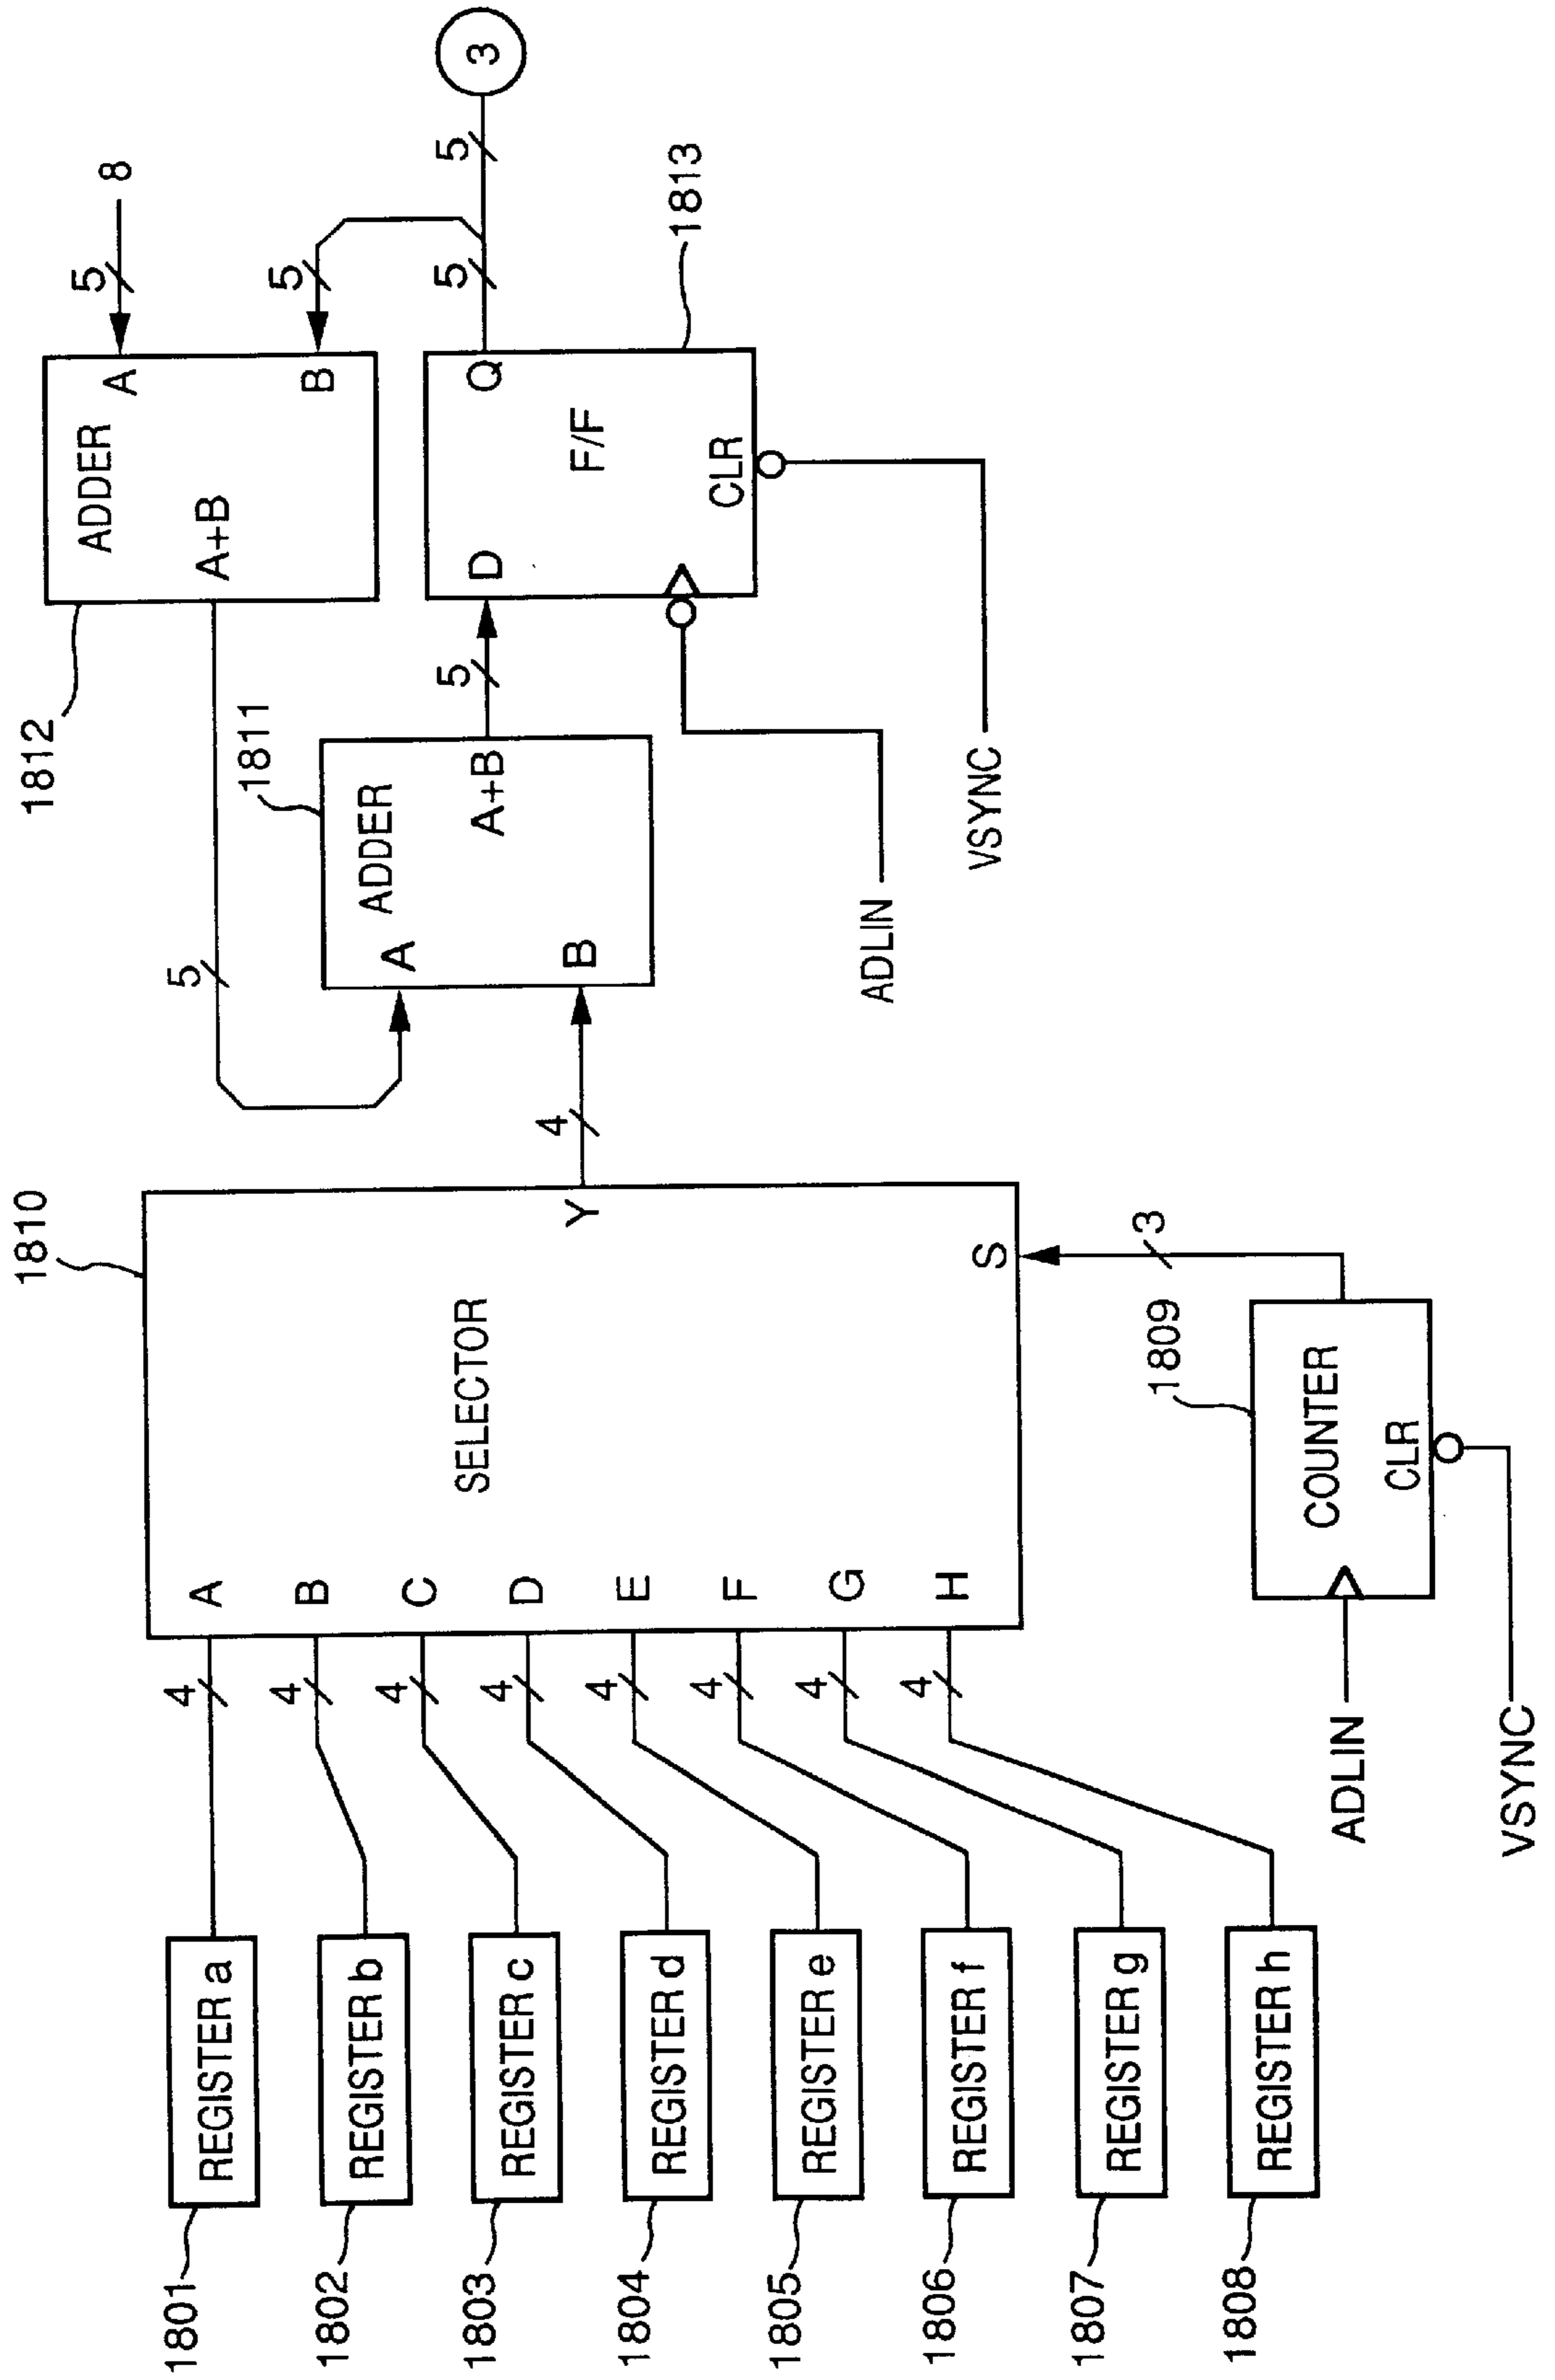 1801
REGISTER a
4
A
1802
REGISTER b
4
B
1803
REGISTER c
4
C
1804
REGISTER d
4
D
1805
REGISTER e
4
E
1806
REGISTER f
4
F
1807
REGISTER g
4
G
1808
REGISTER h
4
H
1810
SELECTOR
Y
S
3
1809
COUNTER
CLR
ADLIN
VSYNC
4
5
1811
ADDER
A
B
A+B
5
1812
ADDER
A+B
A
B
5
8
5
D
F/F
Q
CLR
1813
5
5
3
ADLIN
VSYNC